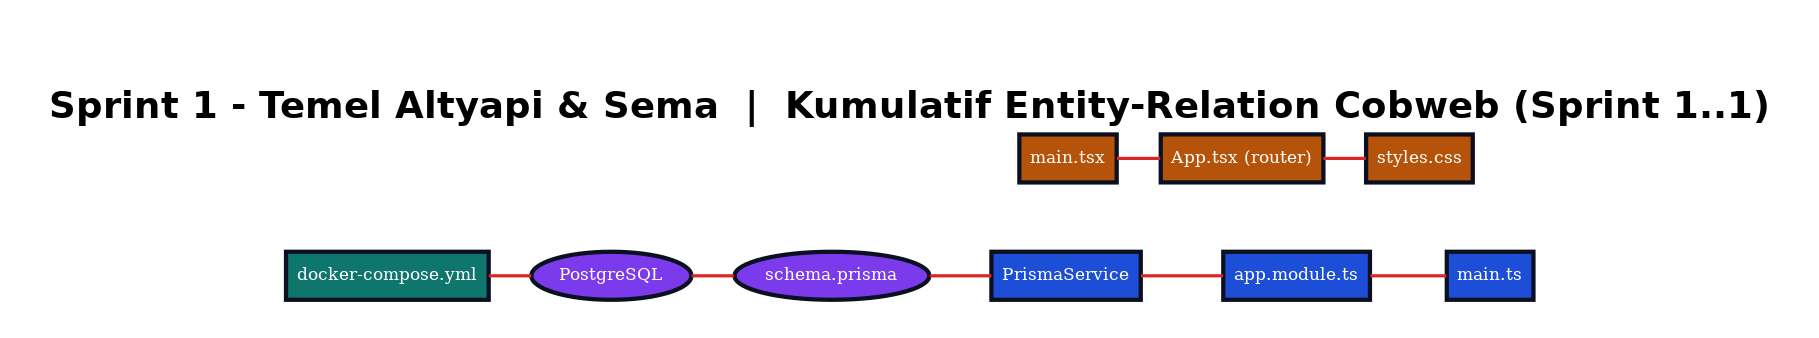 Sprint 1 - Temel Altyapi & Sema | Kumulatif Entity-Relation Cobweb (Sprint 1..1)
main.tsx App.tsx (router) styles.css
docker-compose.yml PostgreSQL schema.prisma PrismaService app.module.ts main.ts